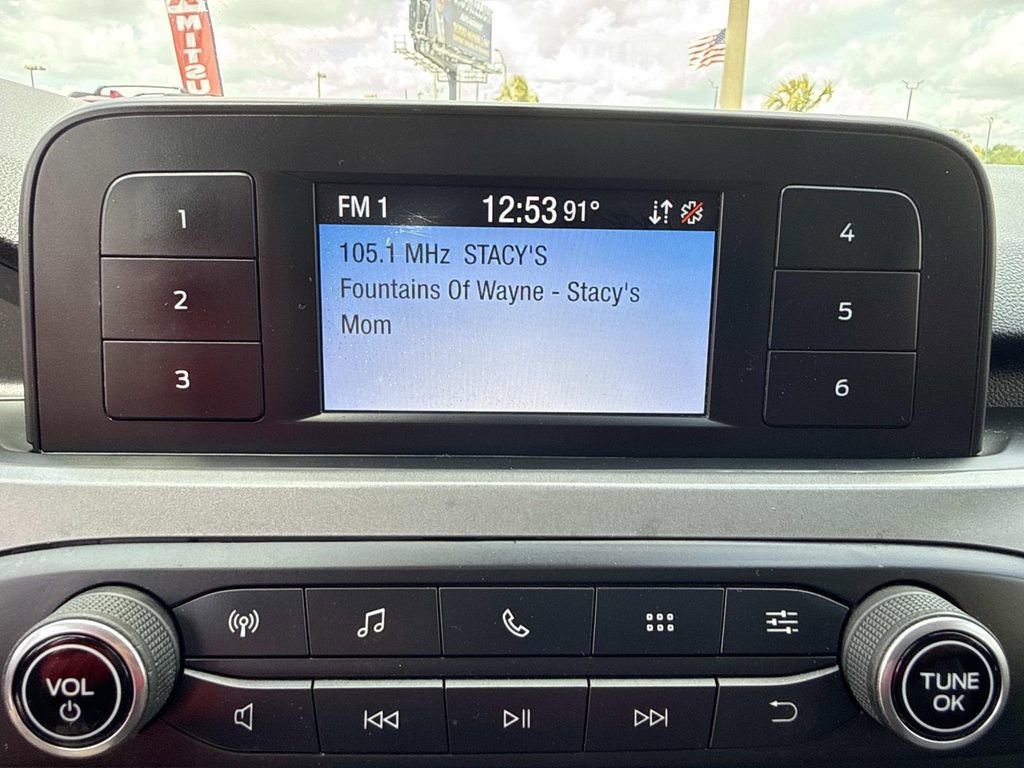 AMITSU
FM 1 12:53 91°
105.1 MHz STACY'S
Fountains Of Wayne - Stacy's
Mom
1
2
3
4
5
6
VOL
TUNE
OK